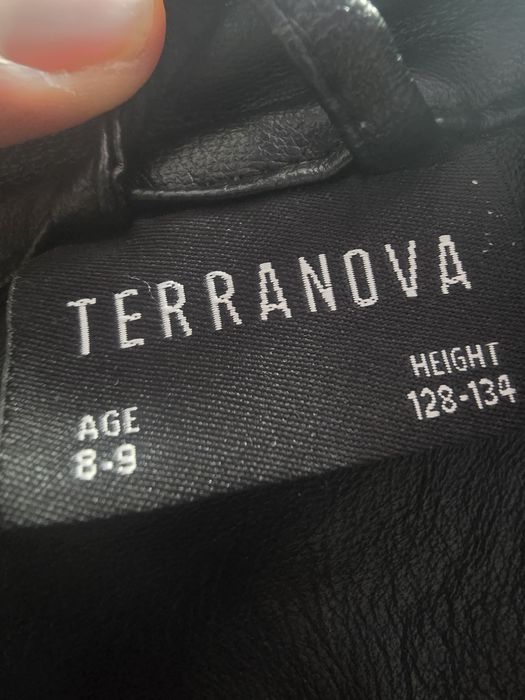 TERRANOVA
AGE
8-9
HEIGHT
128-134